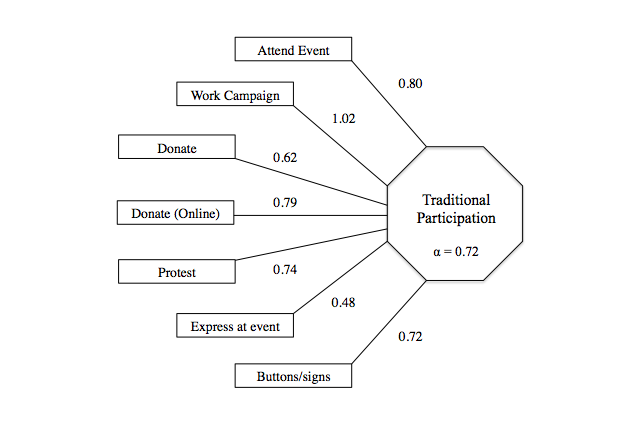 Attend Event
0.80
Work Campaign
1.02
Donate
0.62
Donate (Online)
0.79
Traditional
Participation
α = 0.72
Protest
0.74
Express at event
0.48
Buttons/signs
0.72